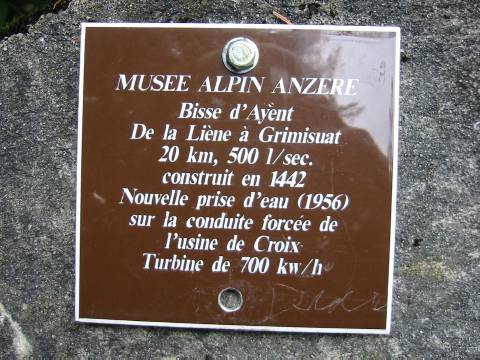 MUSEE ALPIN ANZERE
Bisse d'Ayent
De la Liène à Grimisuat
20 km, 500 l/sec.
construit en 1442
Nouvelle prise d'eau (1956)
sur la conduite forcée de
l'usine de Croix
Turbine de 700 kw/h